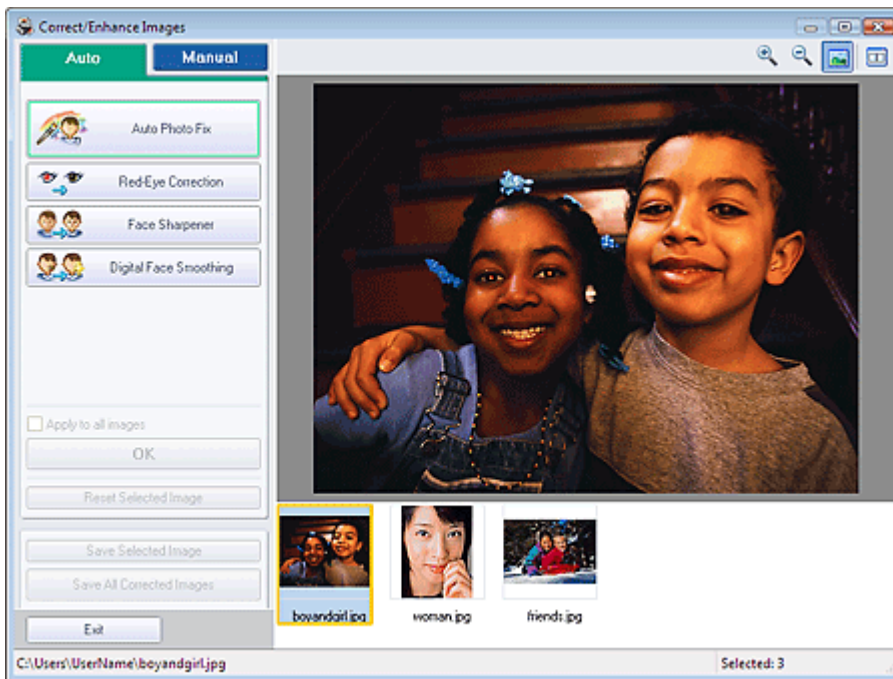 Correct/Enhance Images
Auto
Manual
Auto Photo Fix
Red-Eye Correction
Face Sharpener
Digital Face Smoothing
Apply to all images
OK
Reset Selected Image
Save Selected Image
Save All Corrected Images
Exit
boyandgirl.jpg
woman.jpg
friends.jpg
C:\Users\UserName\boyandgirl.jpg
Selected: 3